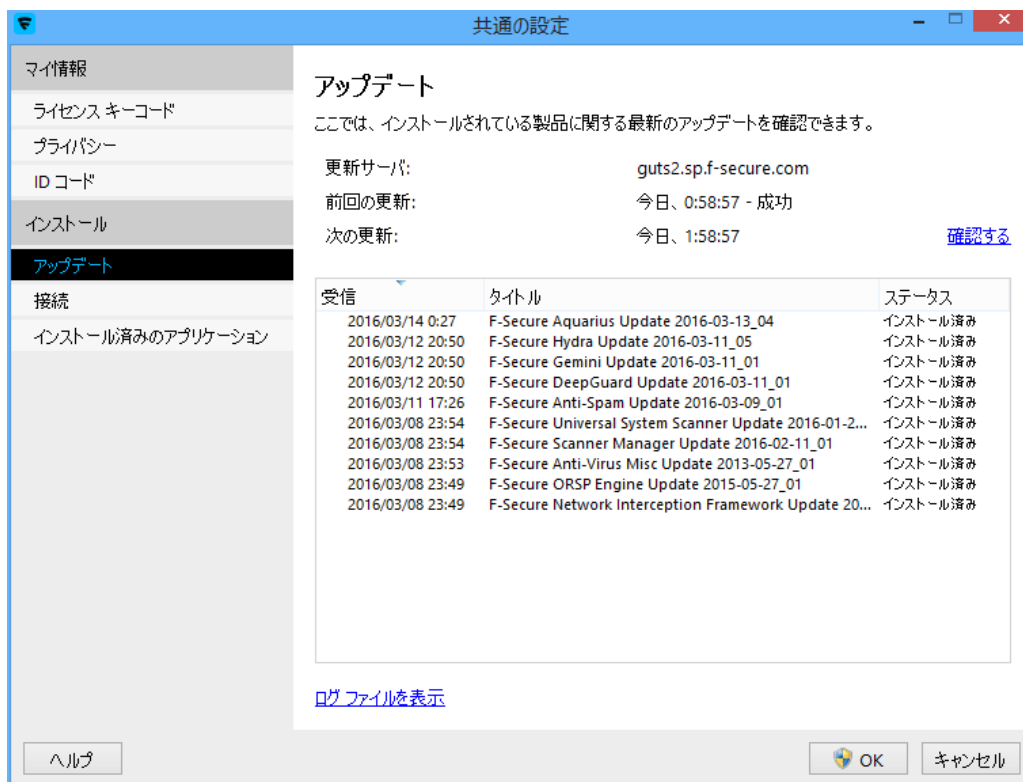 共通の設定
マイ情報
ライセンス キーコード
プライバシー
ID コード
インストール
アップデート
接続
インストール済みのアプリケーション
アップデート
ここでは、インストールされている製品に関する最新のアップデートを確認できます。
更新サーバ: guts2.sp.f-secure.com
前回の更新: 今日、0:58:57 - 成功
次の更新: 今日、1:58:57 確認する
受信 タイトル ステータス
2016/03/14 0:27 F-Secure Aquarius Update 2016-03-13_04 インストール済み
2016/03/12 20:50 F-Secure Hydra Update 2016-03-11_05 インストール済み
2016/03/12 20:50 F-Secure Gemini Update 2016-03-11_01 インストール済み
2016/03/12 20:50 F-Secure DeepGuard Update 2016-03-11_01 インストール済み
2016/03/11 17:26 F-Secure Anti-Spam Update 2016-03-09_01 インストール済み
2016/03/08 23:54 F-Secure Universal System Scanner Update 2016-01-2... インストール済み
2016/03/08 23:54 F-Secure Scanner Manager Update 2016-02-11_01 インストール済み
2016/03/08 23:53 F-Secure Anti-Virus Misc Update 2013-05-27_01 インストール済み
2016/03/08 23:49 F-Secure ORSP Engine Update 2015-05-27_01 インストール済み
2016/03/08 23:49 F-Secure Network Interception Framework Update 20... インストール済み
ログ ファイルを表示
ヘルプ OK キャンセル